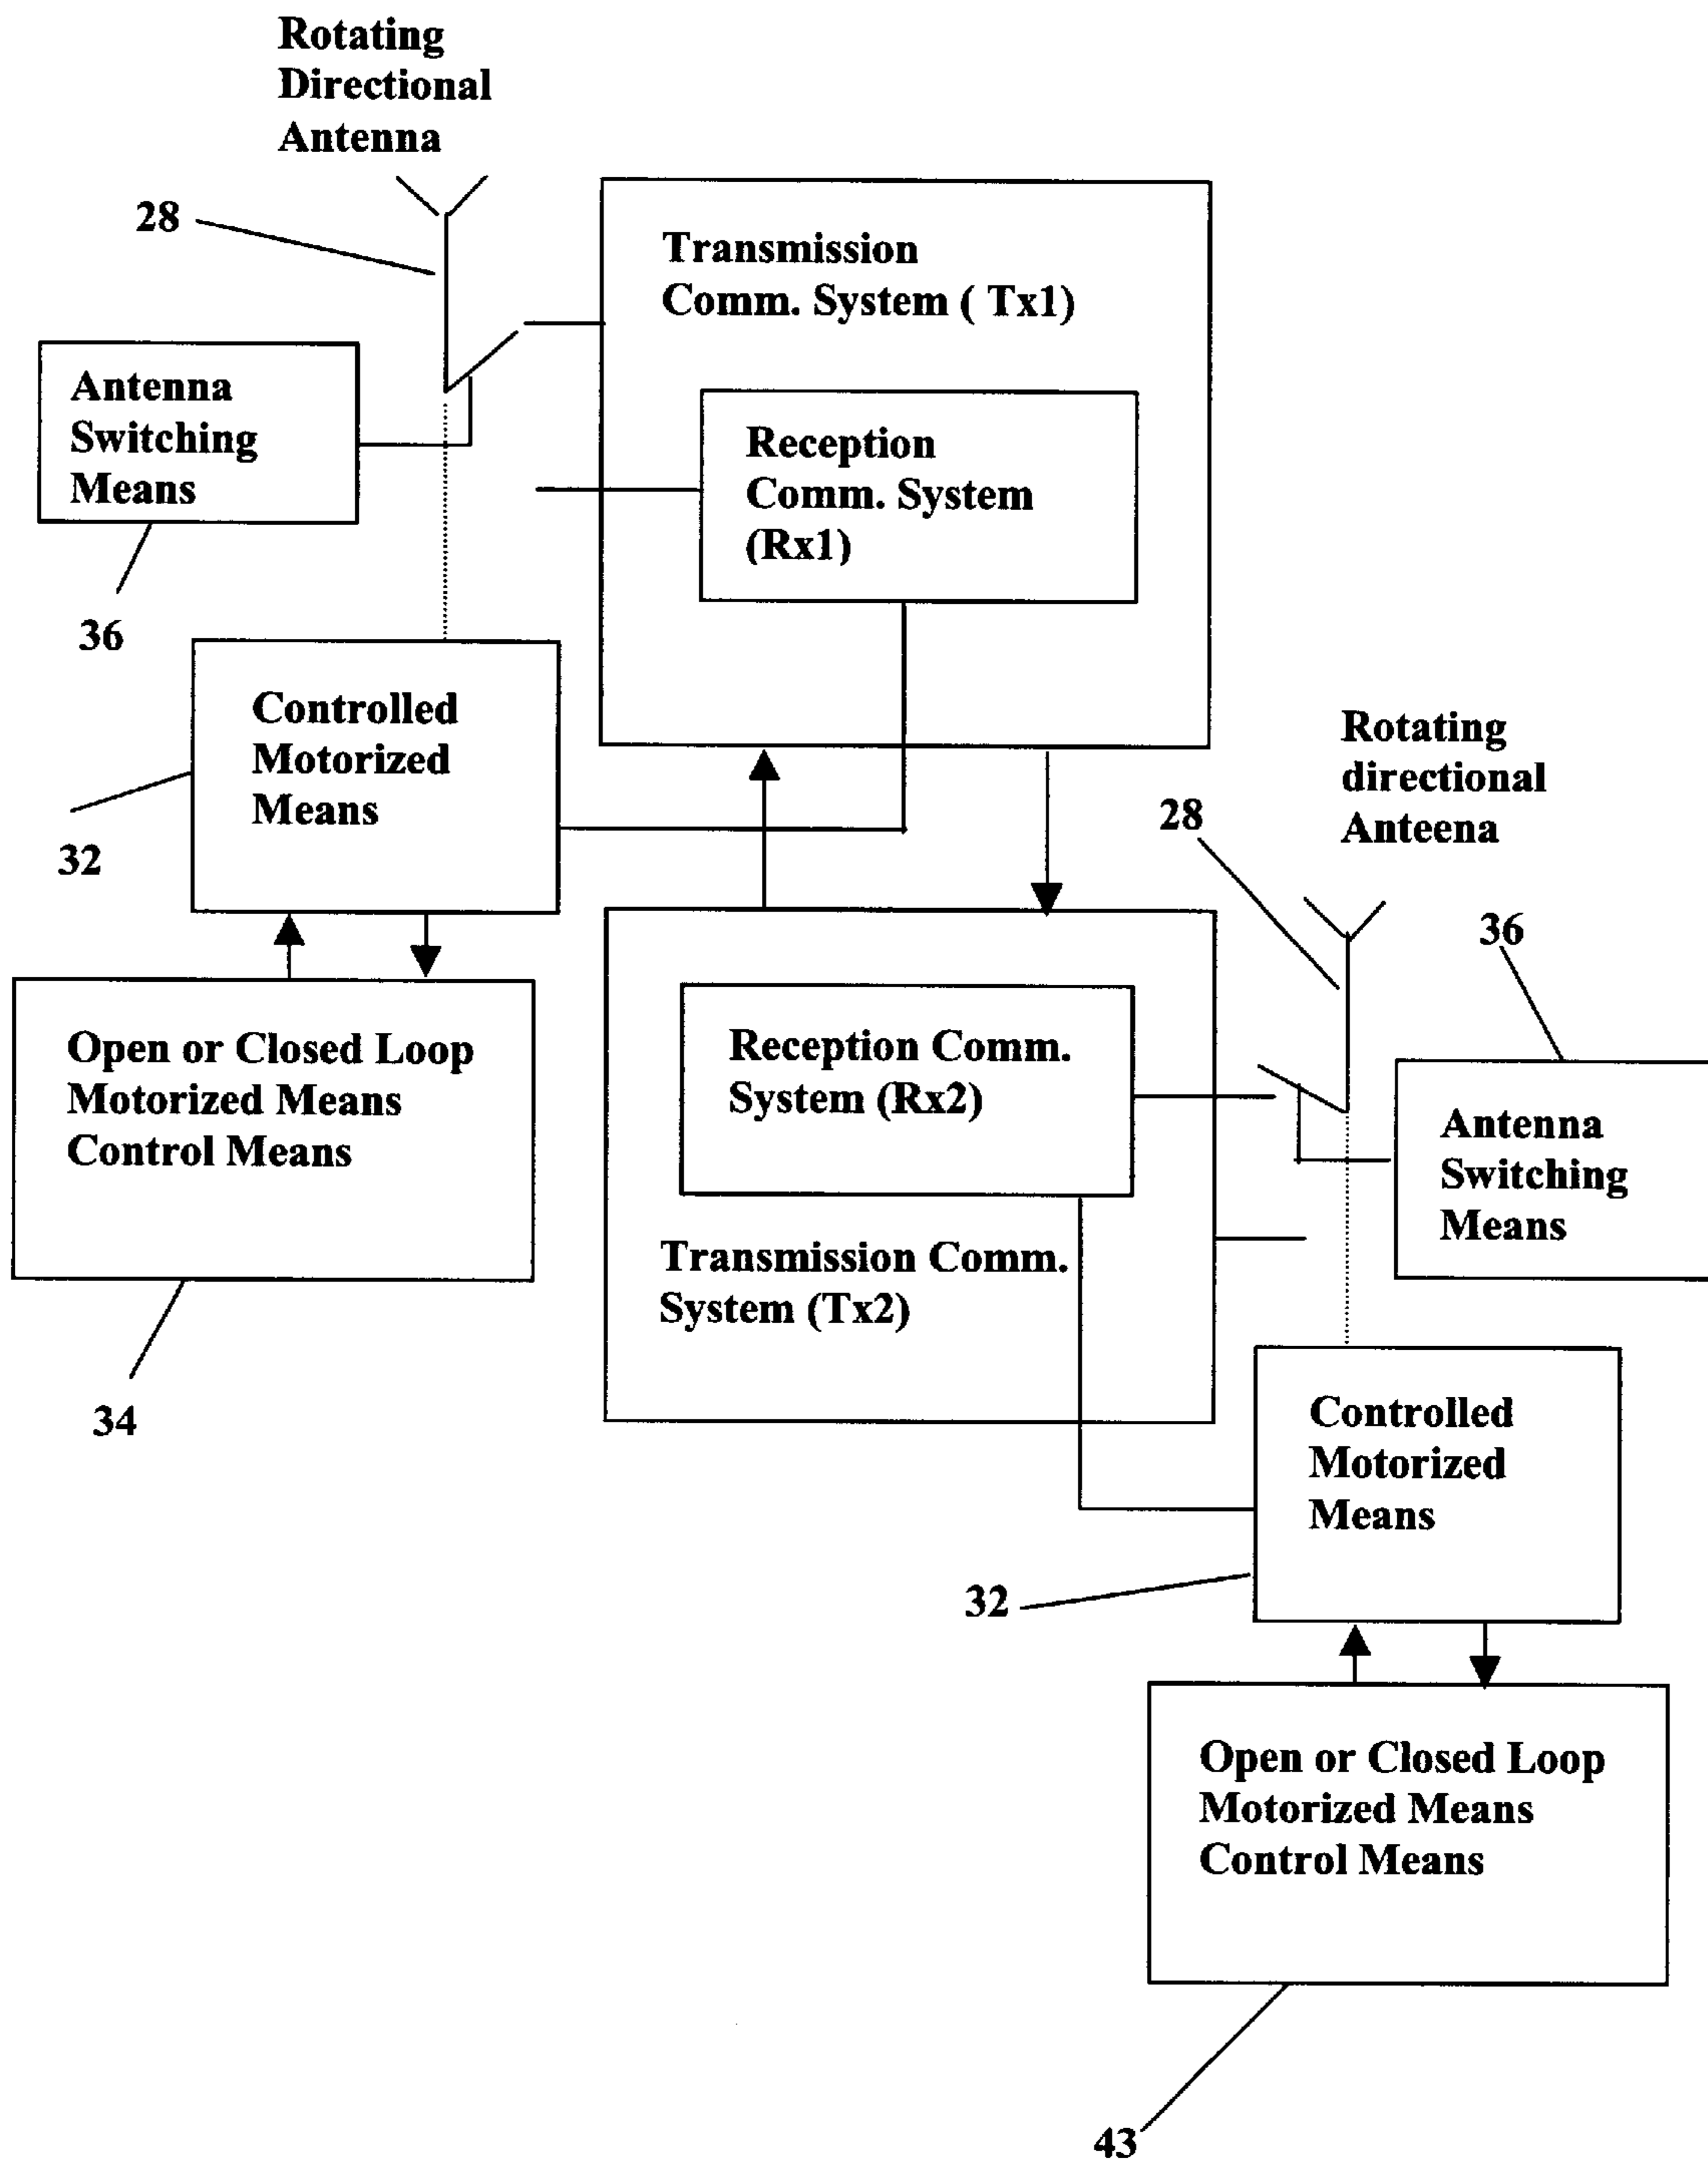 Rotating
Directional
Antenna
28
Transmission
Comm. System ( Tx1)
Antenna
Switching
Means
Reception
Comm. System
(Rx1)
36
Controlled
Motorized
Means
32
Rotating
directional
Anteena
28
36
Open or Closed Loop
Motorized Means
Control Means
34
Reception Comm.
System (Rx2)
Transmission Comm.
System (Tx2)
Antenna
Switching
Means
Controlled
Motorized
Means
32
Open or Closed Loop
Motorized Means
Control Means
43